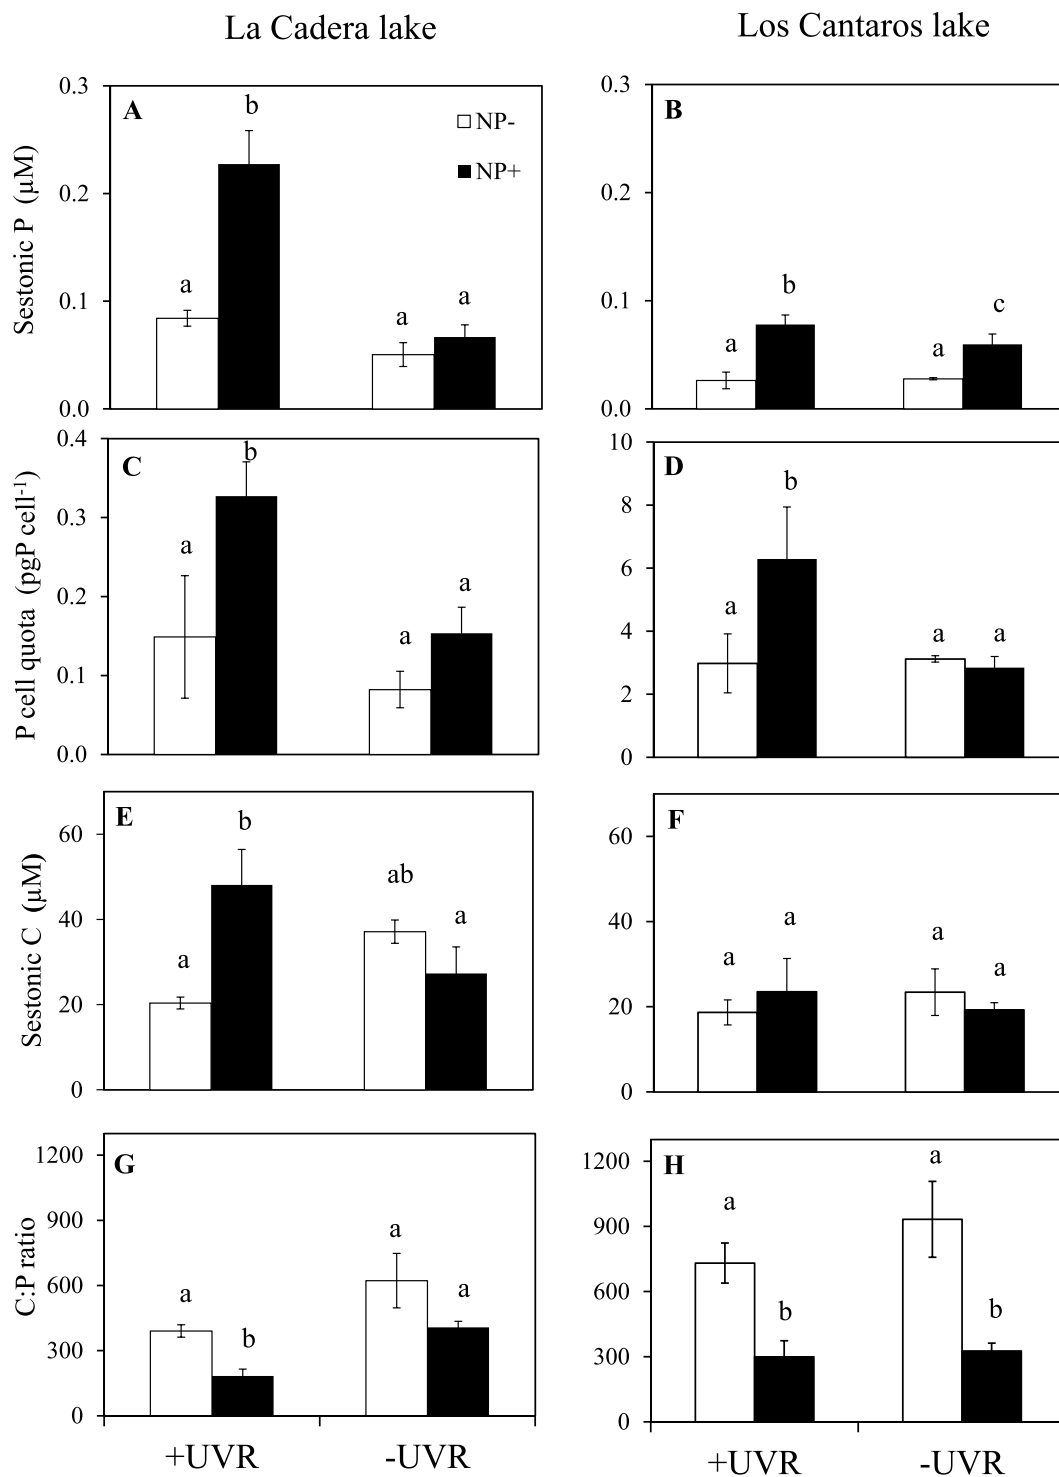 La Cadera lake
Los Cantaros lake
A
NP-
NP+
Sestonic P (µM)
0.3
0.2
0.1
0.0
a
b
a
a
B
0.3
0.2
0.1
0.0
a
b
a
c
C
P cell quota (pgP cell-1)
0.4
0.3
0.2
0.1
0.0
a
b
a
a
D
10
8
6
4
2
0
a
b
a
a
E
Sestonic C (µM)
60
40
20
0
a
b
ab
a
F
60
40
20
0
a
a
a
a
G
C:P ratio
1200
900
600
300
0
a
b
a
a
+UVR
-UVR
H
1200
900
600
300
0
a
b
a
b
+UVR
-UVR